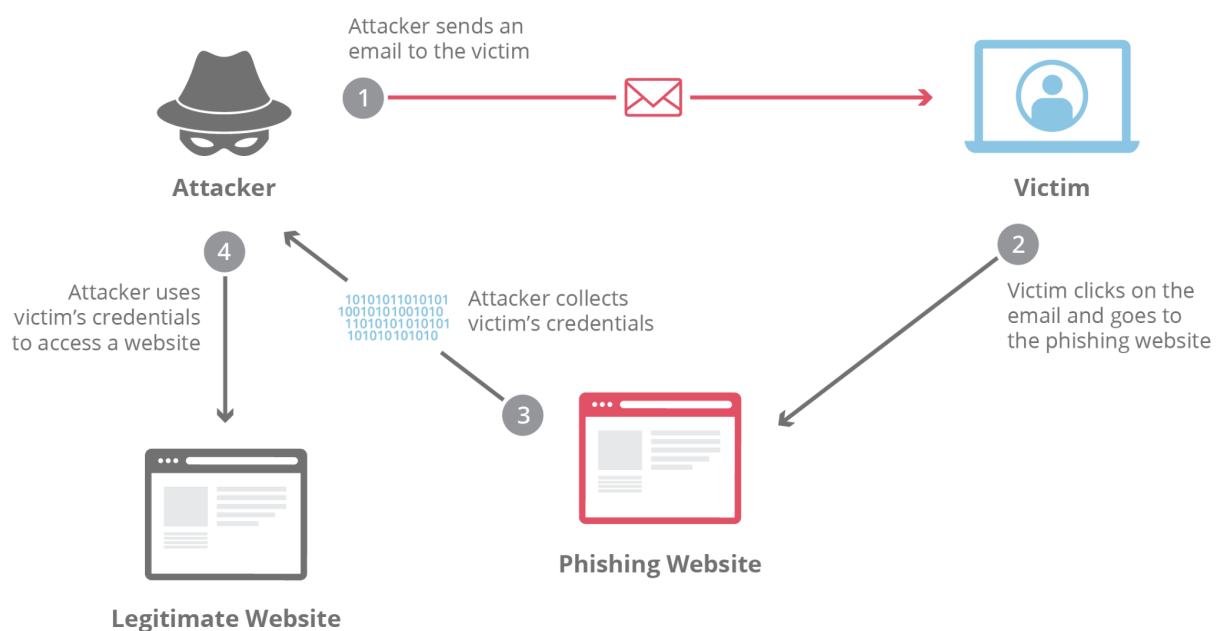 Attacker sends an
email to the victim
1
Attacker
Victim
4
2
Attacker uses
victim's credentials
to access a website
10101011010101
10010101001010
11010101010101
101010101010
Attacker collects
victim's credentials
Victim clicks on the
email and goes to
the phishing website
3
Phishing Website
Legitimate Website